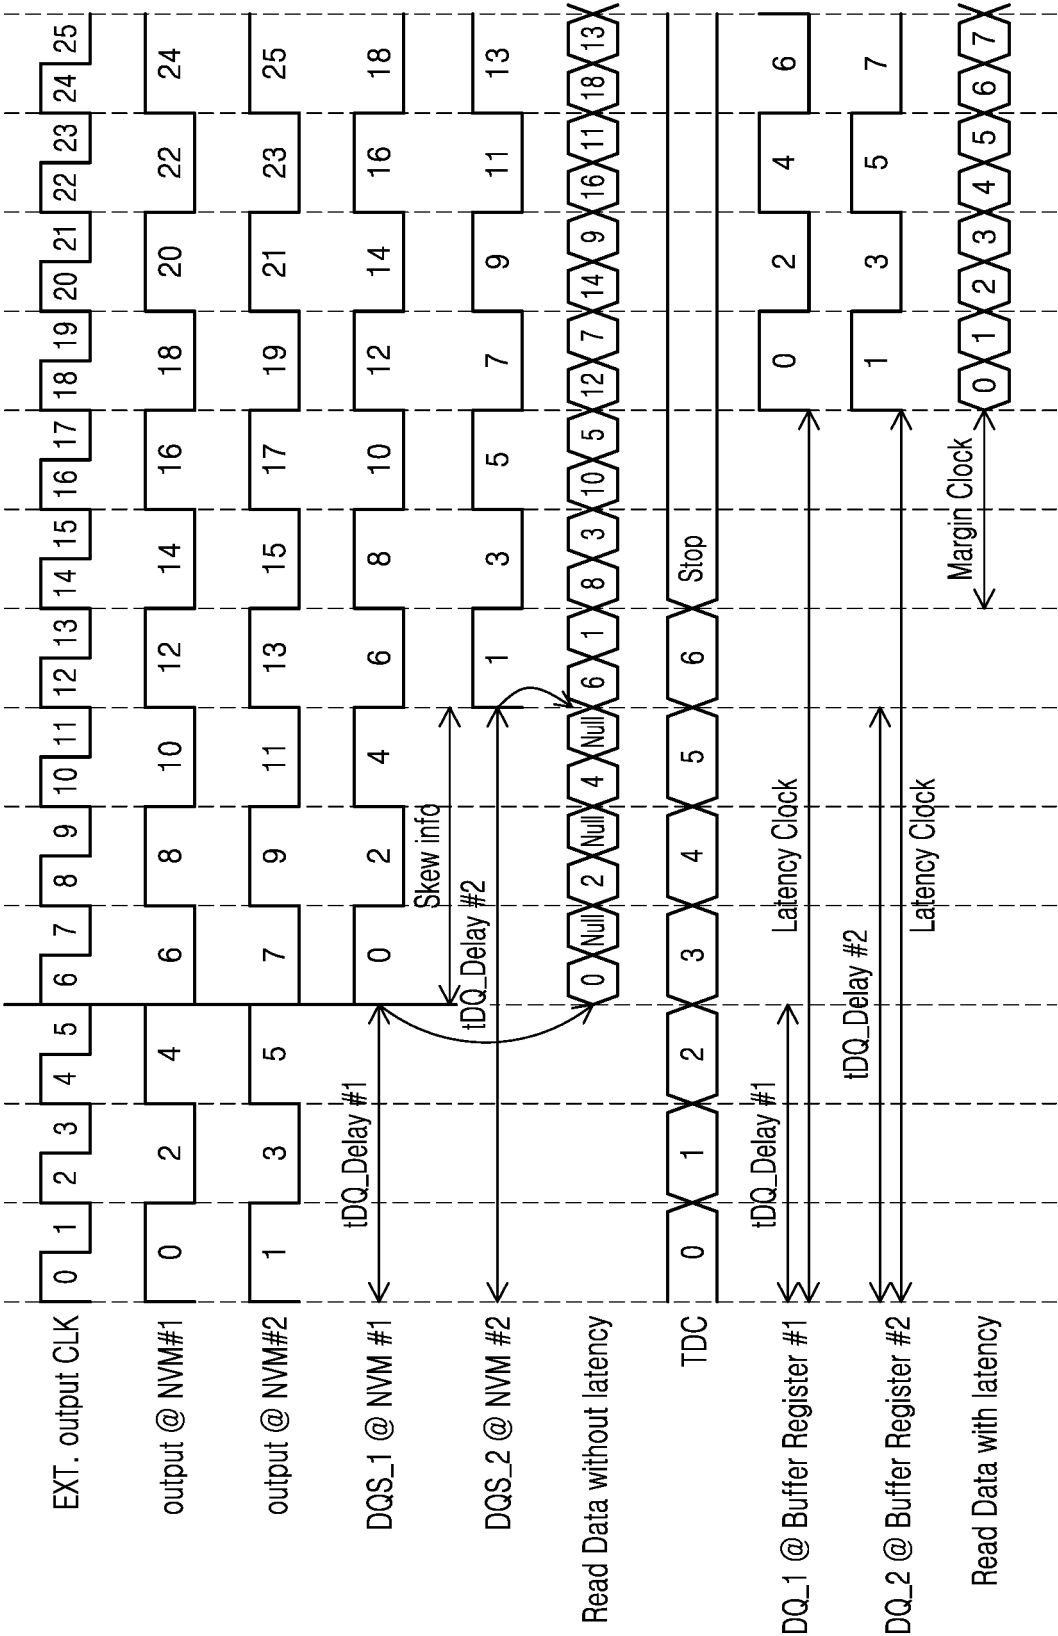 EXT. output CLK 0 1 2 3 4 5 6 7 8 9 10 11 12 13 14 15 16 17 18 19 20 21 22 23 24 25
output @ NVM#1 0 2 4 6 8 10 12 14 16 18 20 22 24
output @ NVM#2 1 3 5 7 9 11 13 15 17 19 21 23 25
tDQ_Delay #1
DQS_1 @ NVM #1 0 2 4 6 8 10 12 14 16 18
Skew info
tDQ_Delay #2
DQS_2 @ NVM #2 1 3 5 7 9 11 13
Read Data without latency 0 Null 2 Null 4 Null 6 1 8 3 10 5 12 7 14 9 16 11 18 13
TDC 0 1 2 3 4 5 6 Stop
tDQ_Delay #1
Latency Clock
DQ_1 @ Buffer Register #1 0 2 4 6
tDQ_Delay #2
DQ_2 @ Buffer Register #2 1 3 5 7
Latency Clock
Margin Clock
Read Data with latency 0 1 2 3 4 5 6 7